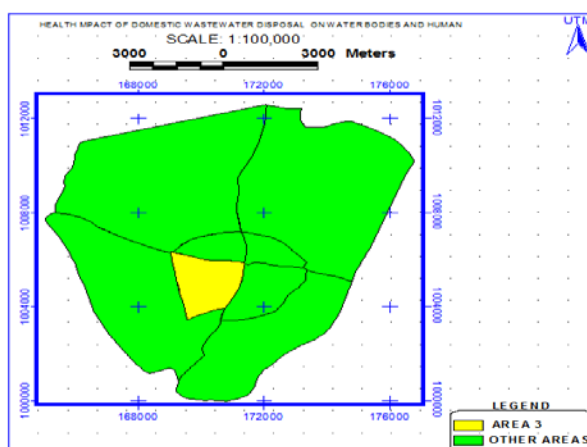 HEALTH MPACT OF DOMESTIC WASTEWATER DISPOSAL ON WATER BODIES AND HUMAN
UTM
SCALE: 1:100,000
3000 0 3000 Meters
168000 172000 176000
1012000 1012000
1008000 1008000
1004000 1004000
1000000 1000000
168000 172000 176000
LEGEND
AREA 3
OTHER AREAS